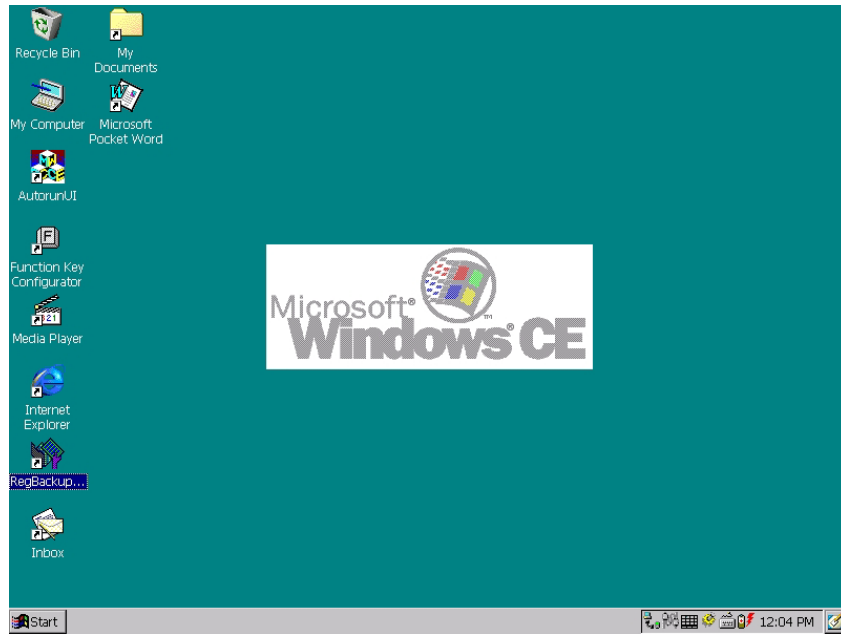 Recycle Bin
My
Documents
My Computer
Microsoft
Pocket Word
AutorunUI
Function Key
Configurator
Media Player
Internet
Explorer
RegBackup...
Inbox
Microsoft®
Windows® CE
™
Start
12:04 PM